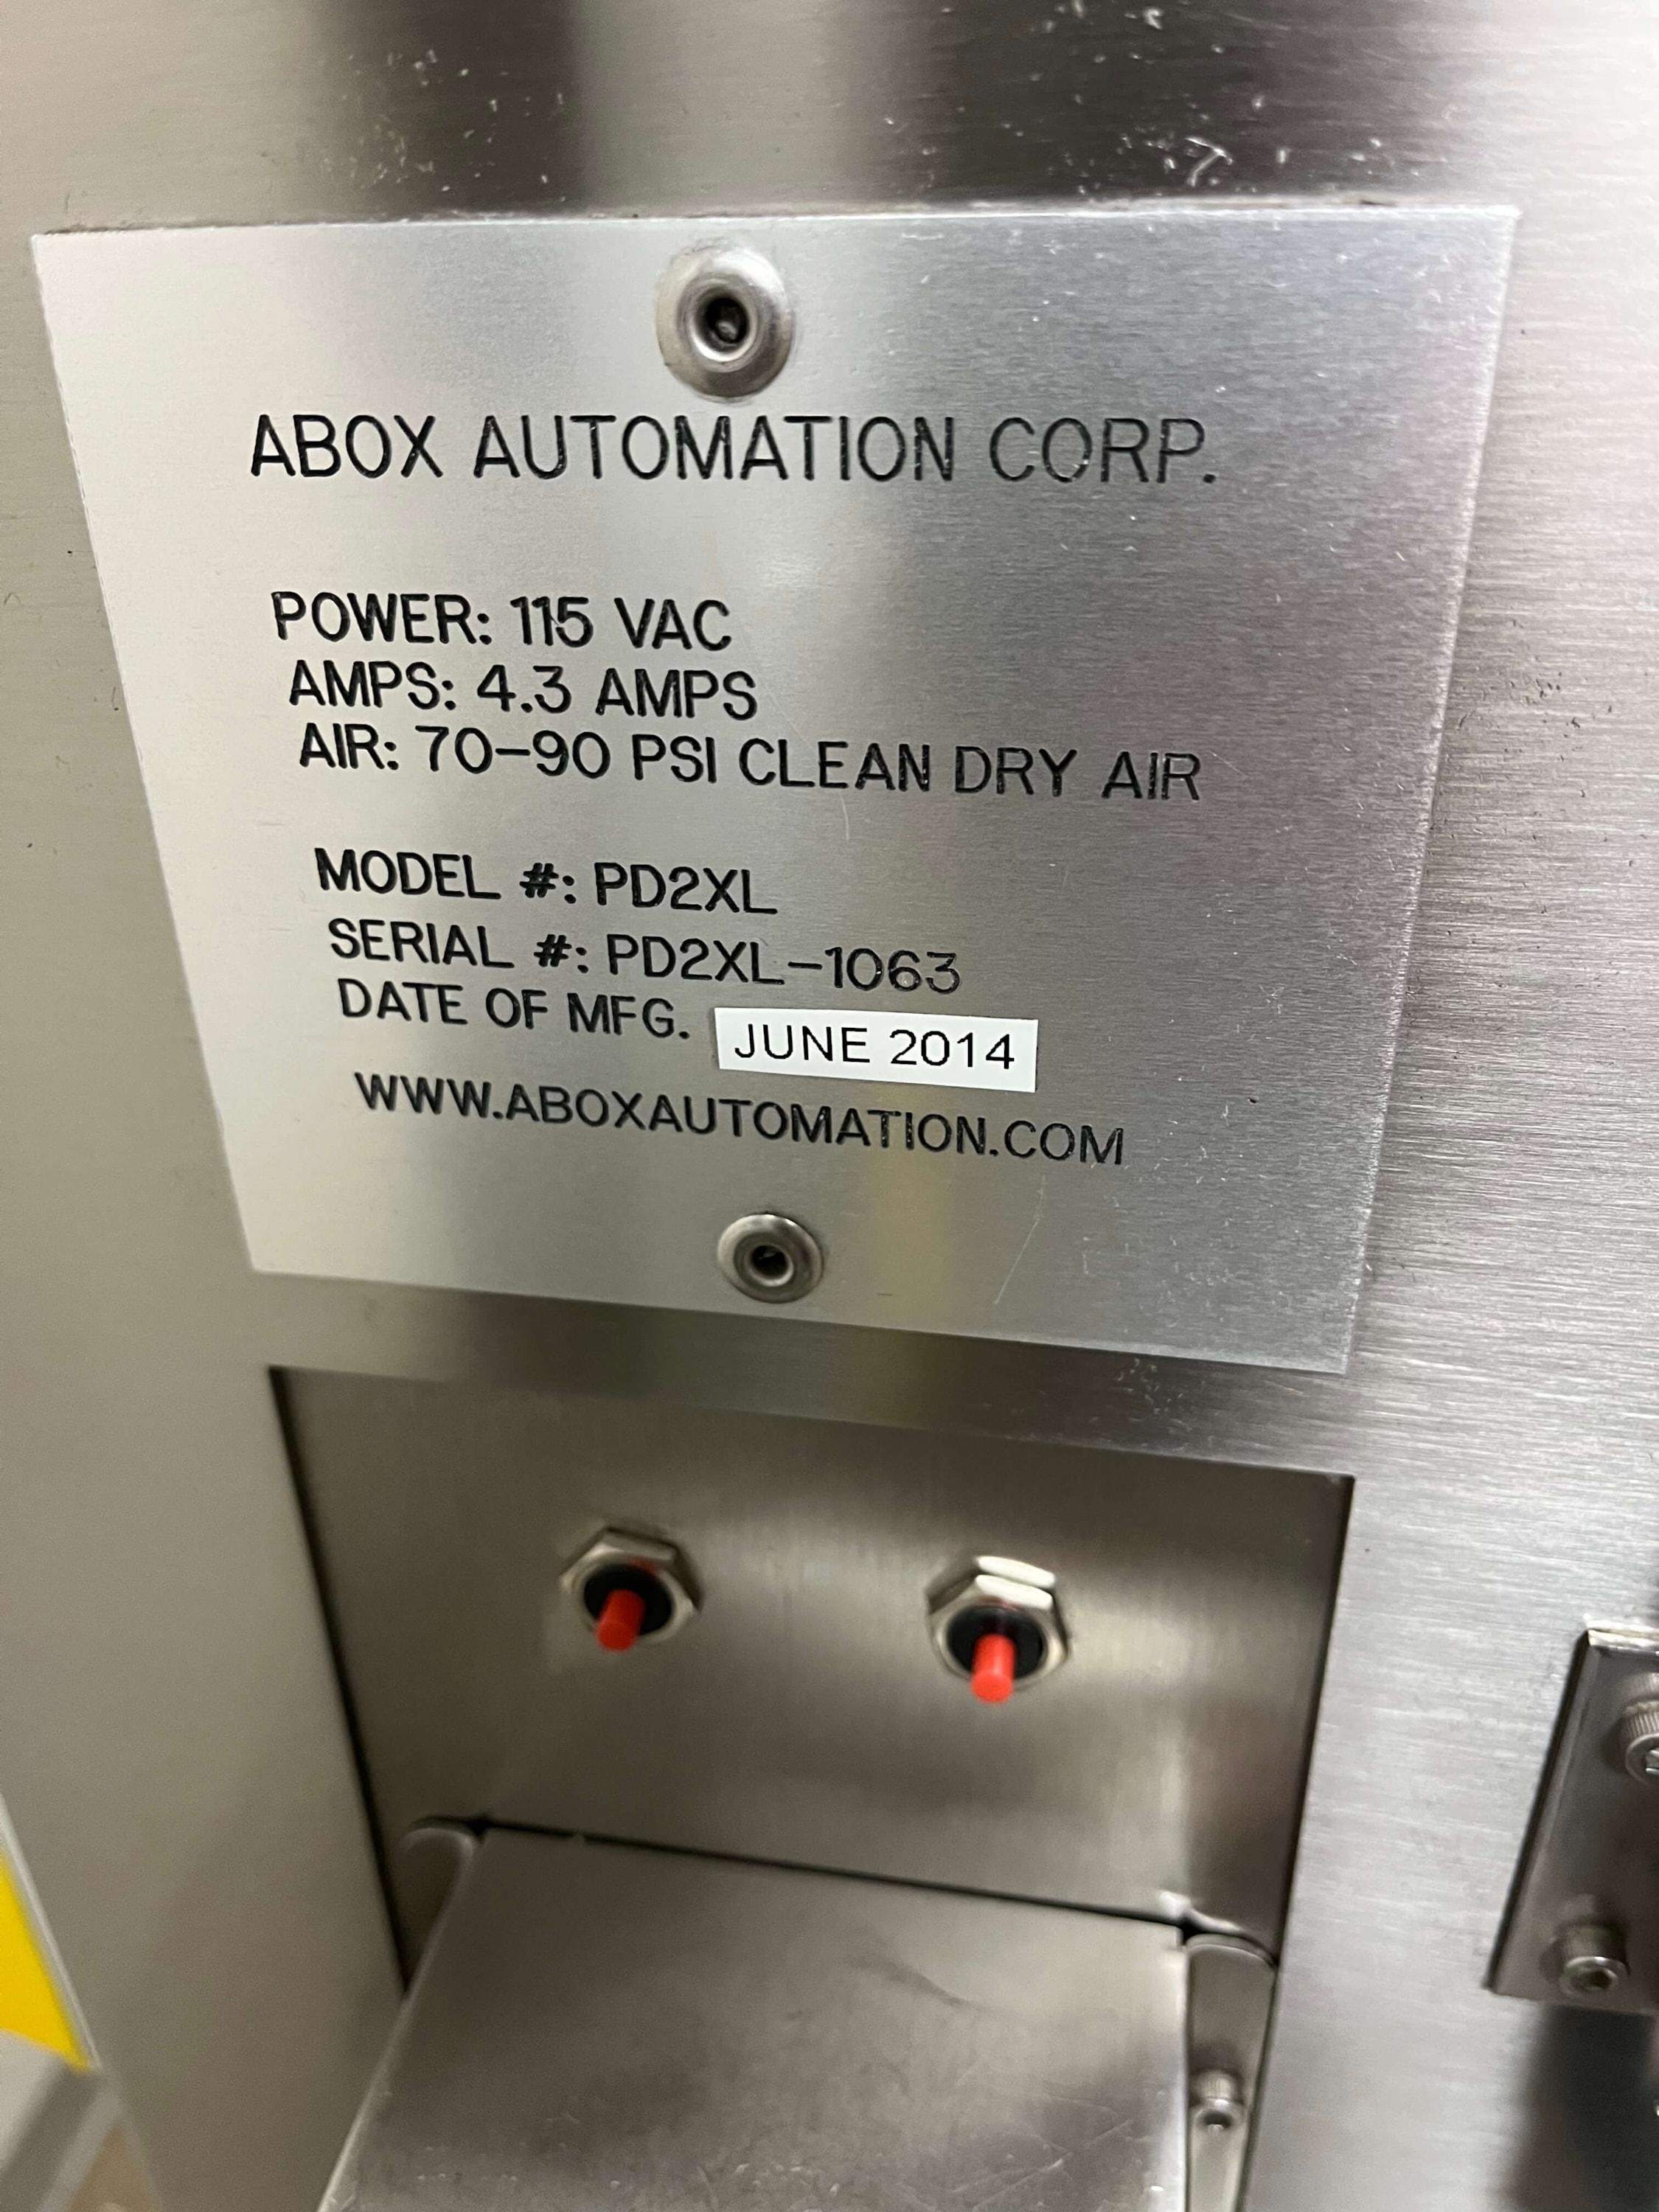 ABOX AUTOMATION CORP.
POWER: 115 VAC
AMPS: 4.3 AMPS
AIR: 70-90 PSI CLEAN DRY AIR
MODEL #: PD2XL
SERIAL #: PD2XL-1063
DATE OF MFG. JUNE 2014
WWW.ABOXAUTOMATION.COM